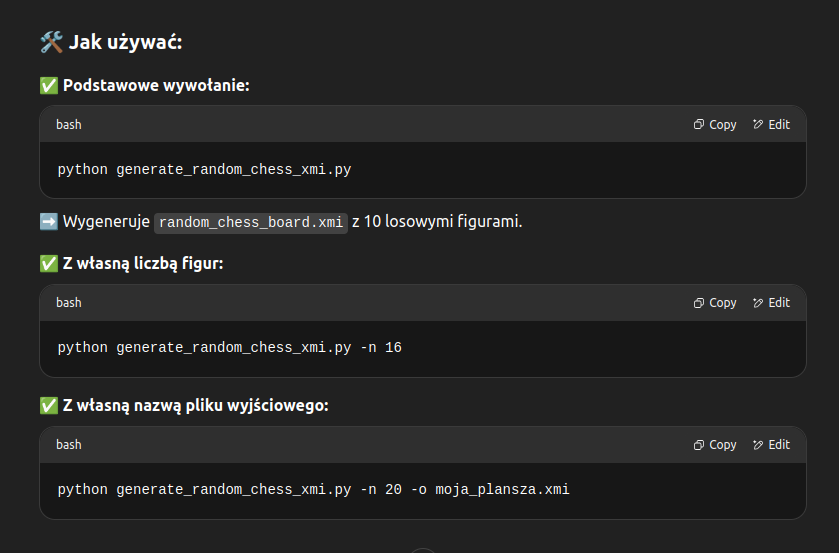 🛠️ Jak używać:
✅ Podstawowe wywołanie:
bash
Copy
Edit
python generate_random_chess_xmi.py
➡️ Wygeneruje random_chess_board.xmi z 10 losowymi figurami.
✅ Z własną liczbą figur:
bash
Copy
Edit
python generate_random_chess_xmi.py -n 16
✅ Z własną nazwą pliku wyjściowego:
bash
Copy
Edit
python generate_random_chess_xmi.py -n 20 -o moja_plansza.xmi